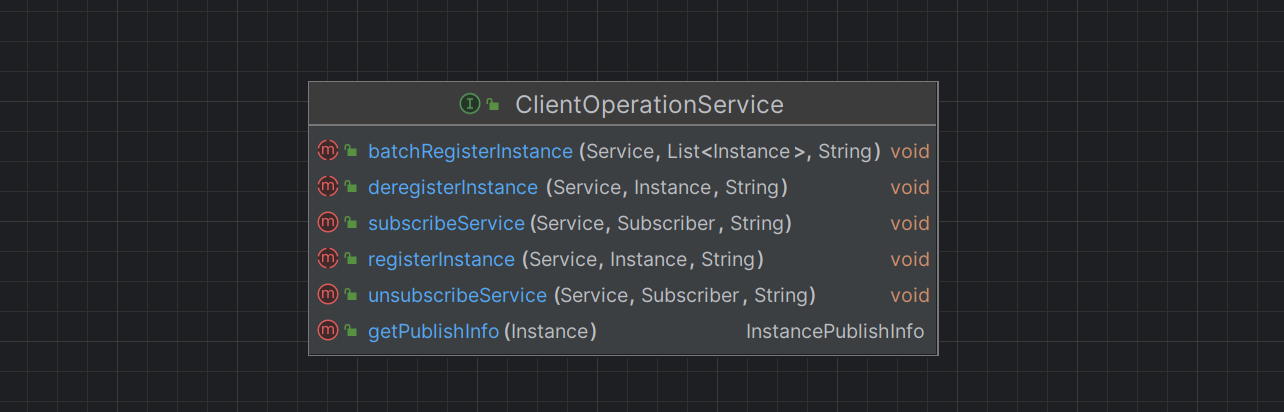 I ClientOperationService
m batchRegisterInstance (Service, List<Instance>, String) void
m deregisterInstance (Service, Instance, String) void
m subscribeService (Service, Subscriber, String) void
m registerInstance (Service, Instance, String) void
m unsubscribeService (Service, Subscriber, String) void
m getPublishInfo (Instance) InstancePublishInfo